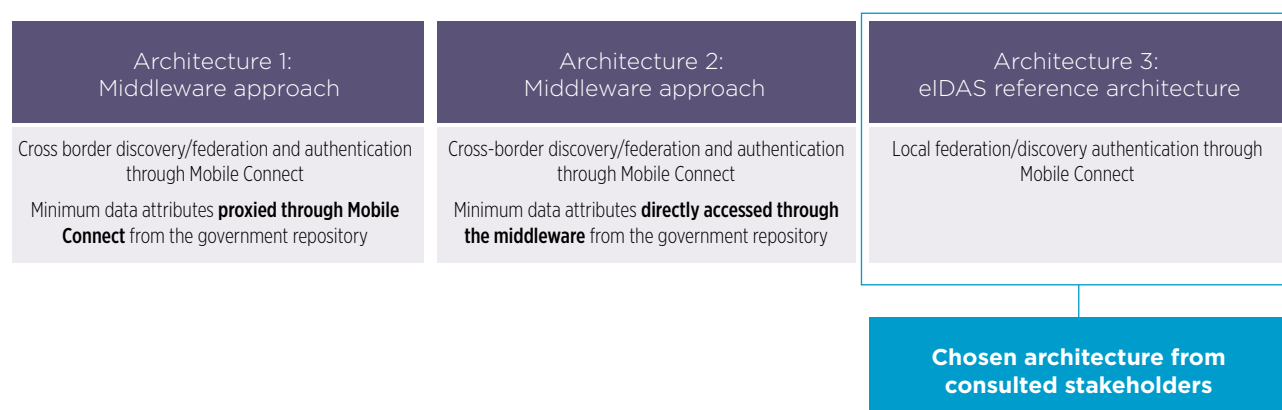 Architecture 1:
Middleware approach
Cross border discovery/federation and authentication
through Mobile Connect
Minimum data attributes proxied through Mobile
Connect from the government repository
Architecture 2:
Middleware approach
Cross-border discovery/federation and authentication
through Mobile Connect
Minimum data attributes directly accessed through
the middleware from the government repository
Architecture 3:
eIDAS reference architecture
Local federation/discovery authentication through
Mobile Connect
Chosen architecture from
consulted stakeholders